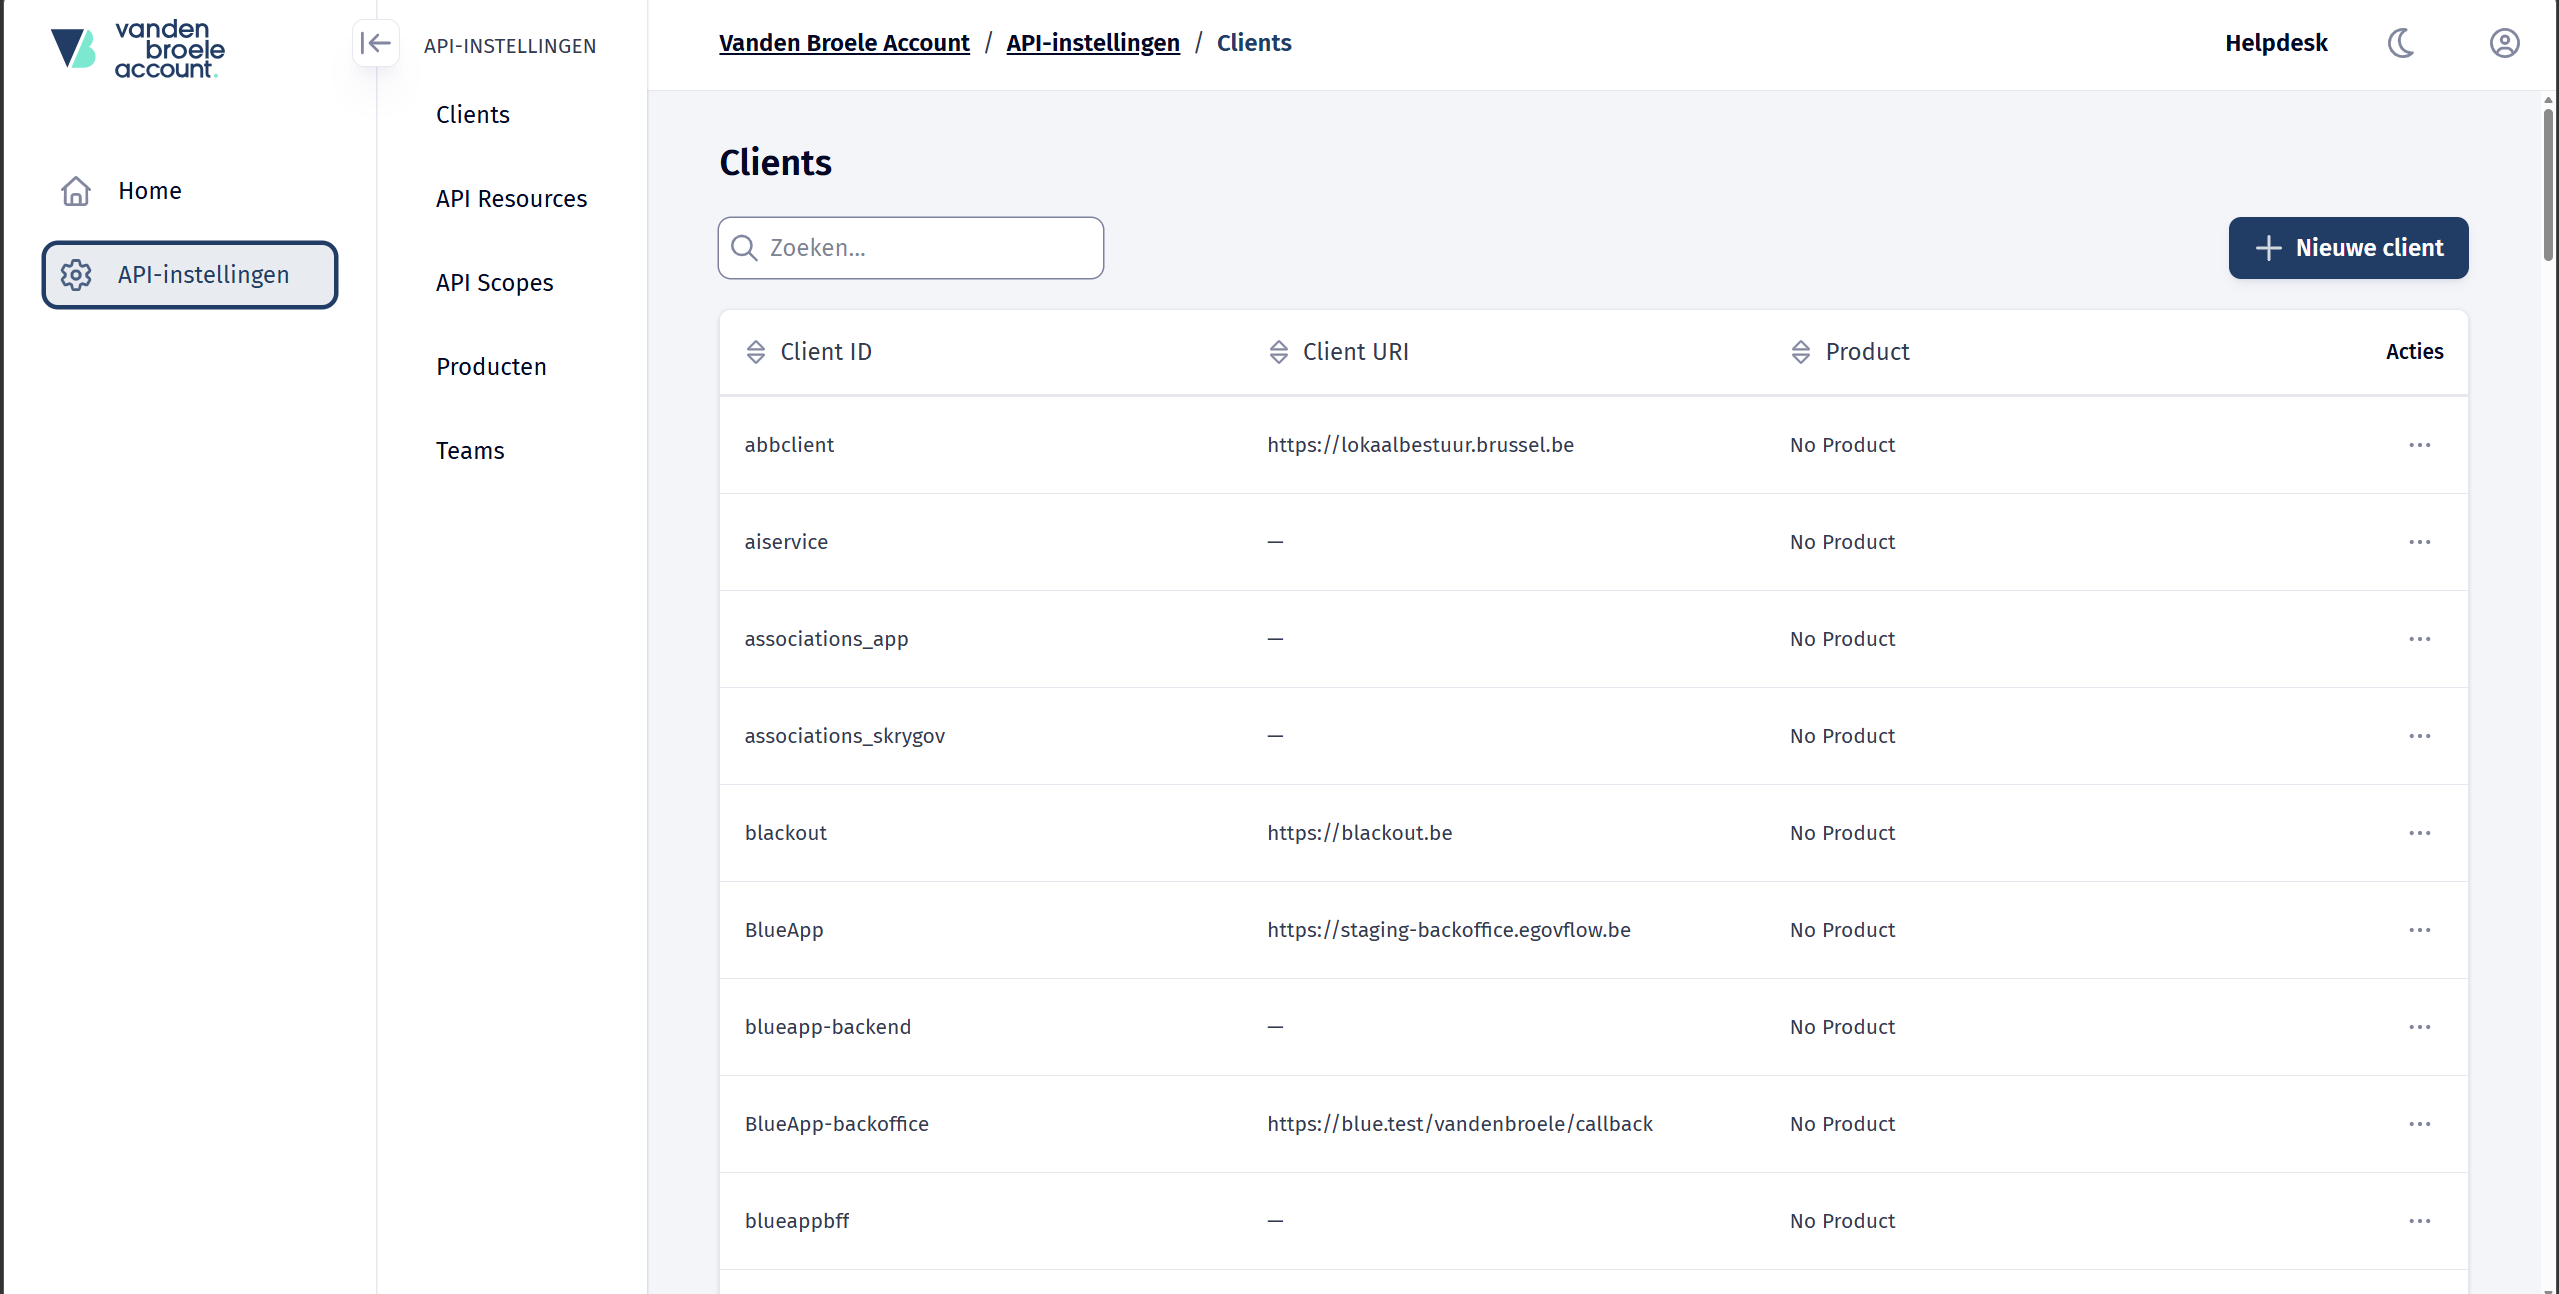 vanden
broele
account.
Home
API-instellingen
API-INSTELLINGEN
Clients
API Resources
API Scopes
Producten
Teams
Vanden Broele Account / API-instellingen / Clients
Helpdesk
Clients
Zoeken...
Nieuwe client
Client ID Client URI Product Acties
abbclient https://lokaalbestuur.brussel.be No Product
aiservice — No Product
associations_app — No Product
associations_skrygov — No Product
blackout https://blackout.be No Product
BlueApp https://staging-backoffice.egovflow.be No Product
blueapp-backend — No Product
BlueApp-backoffice https://blue.test/vandenbroele/callback No Product
blueappbff — No Product